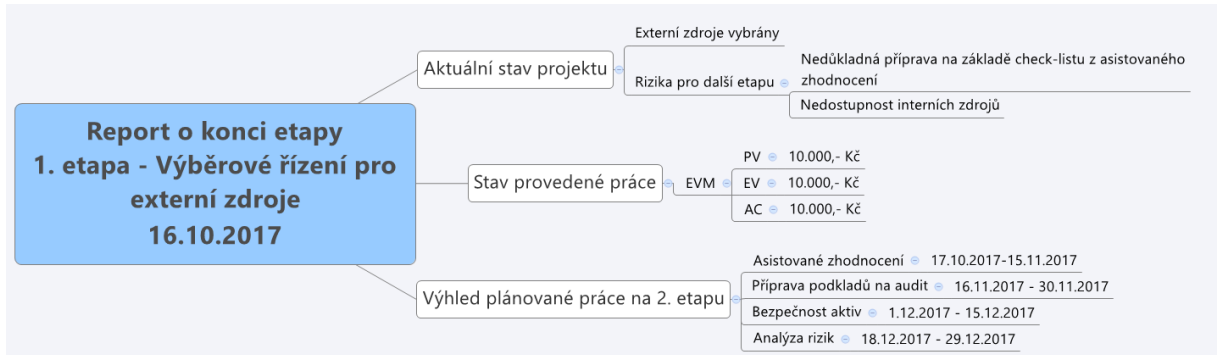 Report o konci etapy
1. etapa - Výběrové řízení pro
externí zdroje
16.10.2017
Aktuální stav projektu
Externí zdroje vybrány
Rizika pro další etapu
Nedůkladná příprava na základě check-listu z asistovaného
zhodnocení
Nedostupnost interních zdrojů
Stav provedené práce
EVM
PV 10.000,- Kč
EV 10.000,- Kč
AC 10.000,- Kč
Výhled plánované práce na 2. etapu
Asistované zhodnocení 17.10.2017-15.11.2017
Příprava podkladů na audit 16.11.2017 - 30.11.2017
Bezpečnost aktiv 1.12.2017 - 15.12.2017
Analýza rizik 18.12.2017 - 29.12.2017